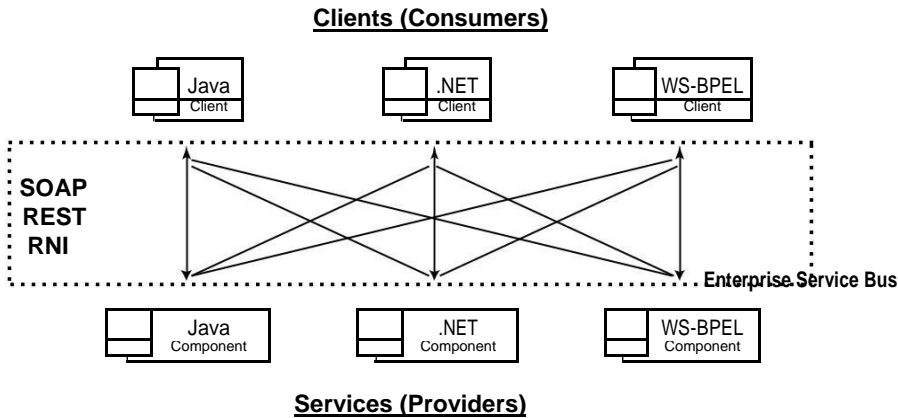 Clients (Consumers)
Java
Client
.NET
Client
WS-BPEL
Client
SOAP
REST
RNI
Enterprise Service Bus
Java
Component
.NET
Component
WS-BPEL
Component
Services (Providers)